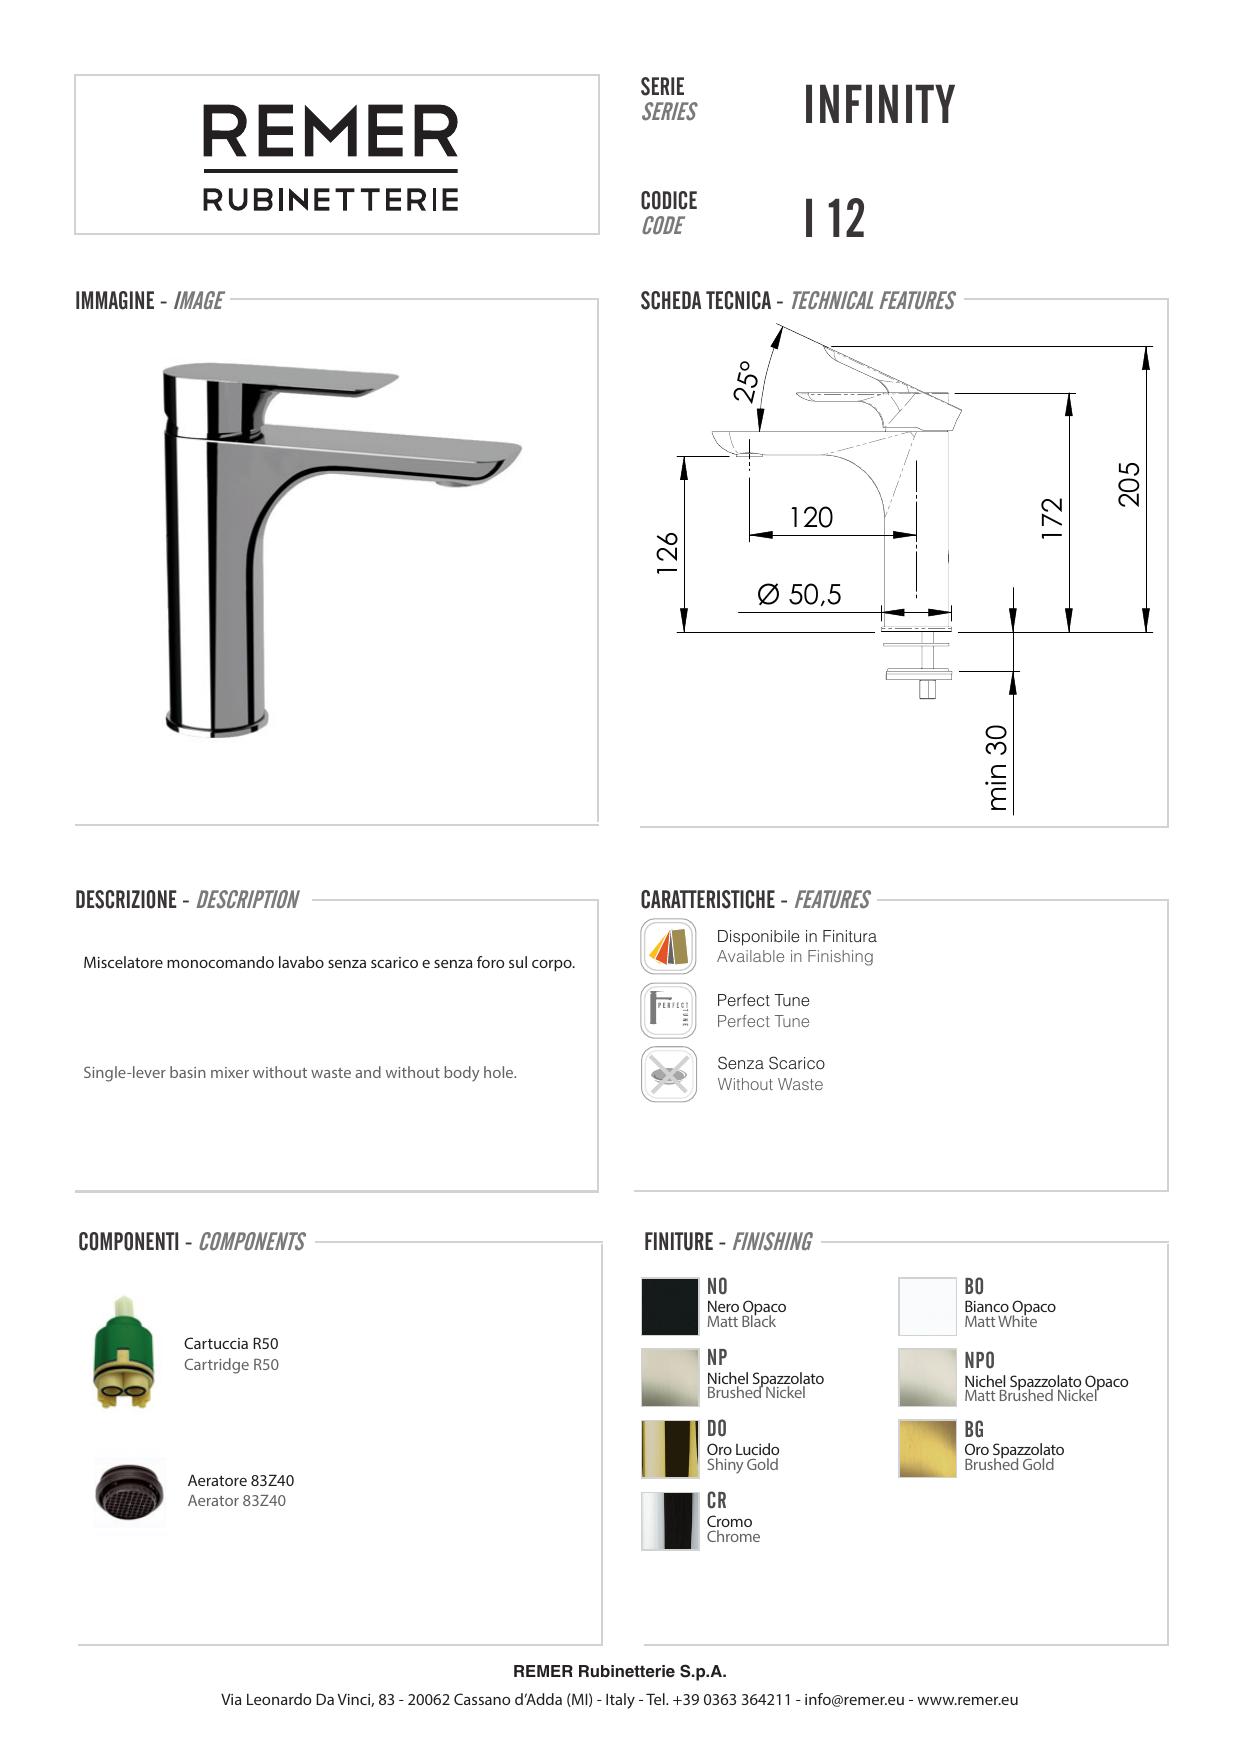 REMER
RUBINETTERIE
SERIE
SERIES
INFINITY
CODICE
CODE
I 12
IMMAGINE - IMAGE
SCHEDA TECNICA - TECHNICAL FEATURES
25°
205
172
120
126
Ø 50,5
min 30
DESCRIZIONE - DESCRIPTION
Miscelatore monocomando lavabo senza scarico e senza foro sul corpo.
Single-lever basin mixer without waste and without body hole.
CARATTERISTICHE - FEATURES
Disponibile in Finitura
Available in Finishing
PERFECT
TUNE
Perfect Tune
Perfect Tune
Senza Scarico
Without Waste
COMPONENTI - COMPONENTS
Cartuccia R50
Cartridge R50
Aeratore 83Z40
Aerator 83Z40
FINITURE - FINISHING
NO
Nero Opaco
Matt Black
BO
Bianco Opaco
Matt White
NP
Nichel Spazzolato
Brushed Nickel
NPO
Nichel Spazzolato Opaco
Matt Brushed Nickel
DO
Oro Lucido
Shiny Gold
BG
Oro Spazzolato
Brushed Gold
CR
Cromo
Chrome
REMER Rubinetterie S.p.A.
Via Leonardo Da Vinci, 83 - 20062 Cassano d'Adda (MI) - Italy - Tel. +39 0363 364211 - info@remer.eu - www.remer.eu